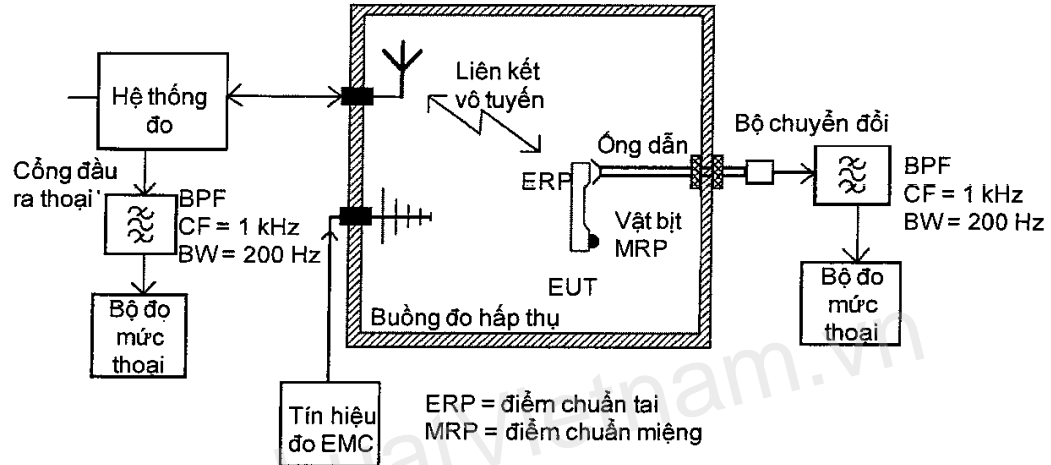 Hệ thống
đo
Cổng đầu
ra thoại
BPF
CF = 1 kHz
BW= 200 Hz
Bộ đọ
mức
thoại
Liên kết
vô tuyến
Ống dẫn
ERP
Vật bịt
MRP
EUT
Buồng đo hấp thụ
Bộ chuyển đổi
BPF
CF = 1 kHz
BW = 200 Hz
Bộ đo
mức
thoại
Tín hiệu
đo EMC
ERP = điểm chuẩn tai
MRP = điểm chuẩn miệng